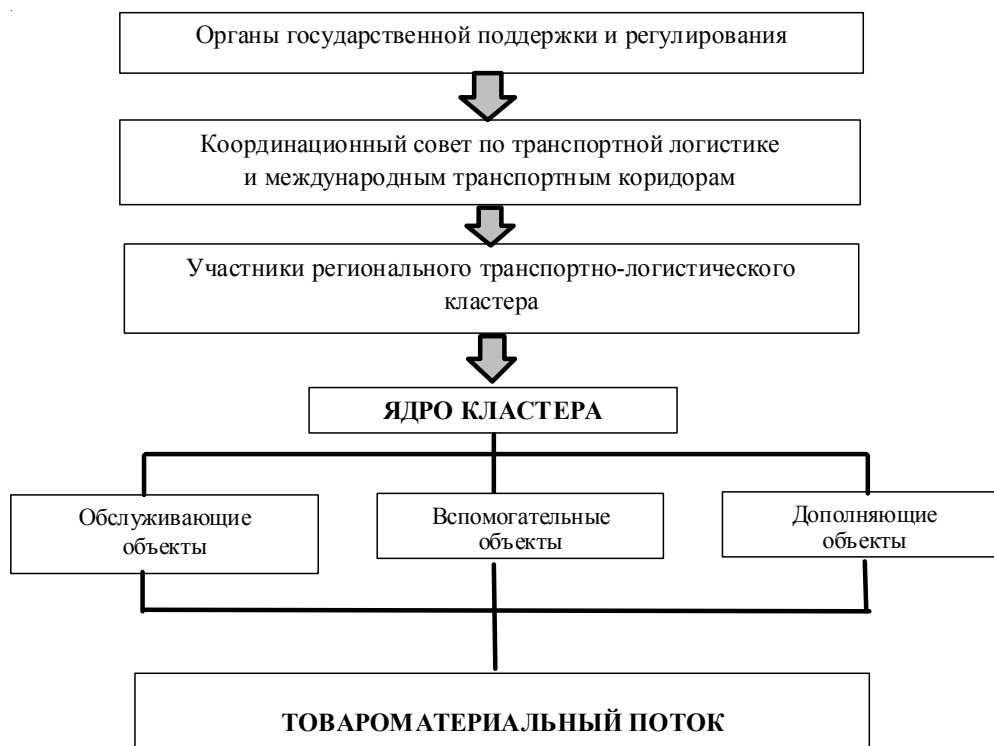 Органы государственной поддержки и регулирования
Координационный совет по транспортной логистике
и международным транспортным коридорам
Участники регионального транспортно-логистического
кластера
ЯДРО КЛАСТЕРА
Обслуживающие
объекты
Вспомогательные
объекты
Дополняющие
объекты
ТОВАРОМАТЕРИАЛЬНЫЙ ПОТОК